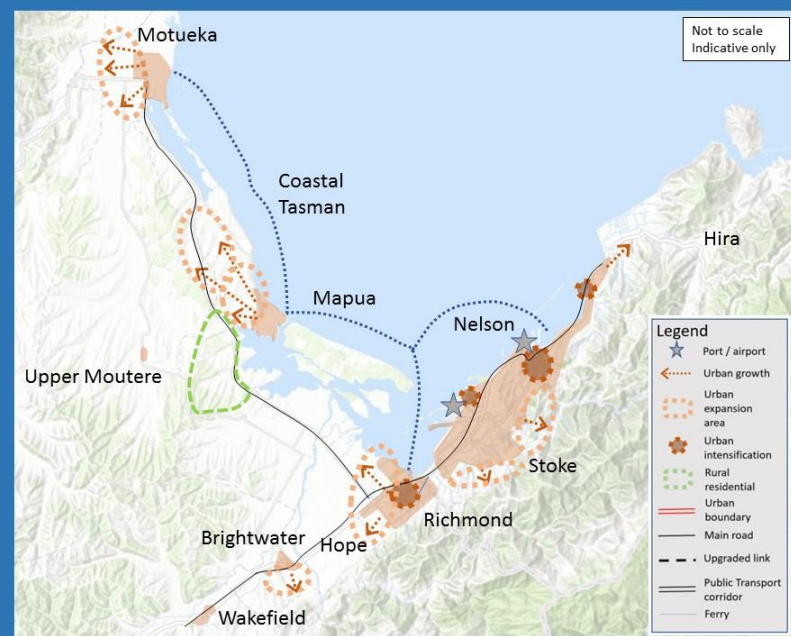 Motueka
Not to scale
Indicative only
Coastal
Tasman
Hira
Mapua
Nelson
Upper Moutere
Stoke
Richmond
Brightwater
Hope
Wakefield
Legend
Port / airport
Urban growth
Urban
expansion
area
Urban
intensification
Rural
residential
Urban
boundary
Main road
Upgraded link
Public Transport
corridor
Ferry